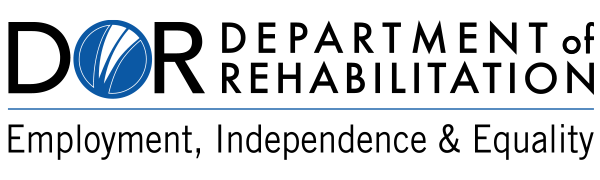 DOR DEPARTMENT of
REHABILITATION
Employment, Independence & Equality